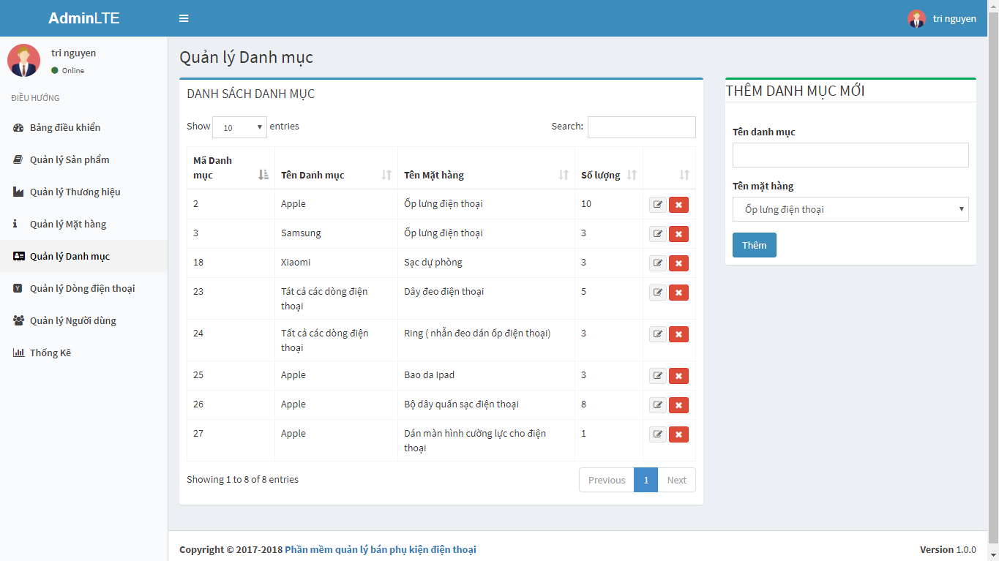 AdminLTE
tri nguyen
tri nguyen
Online
ĐIỀU HƯỚNG
Bảng điều khiển
Quản lý Sản phẩm
Quản lý Thương hiệu
Quản lý Mặt hàng
Quản lý Danh mục
Quản lý Dòng điện thoại
Quản lý Người dùng
Thống Kê
Quản lý Danh mục
DANH SÁCH DANH MỤC
Show 10 entries Search:
Mã Danh
mục Tên Danh mục Tên Mặt hàng Số lượng
2 Apple Ốp lưng điện thoại 10
3 Samsung Ốp lưng điện thoại 3
18 Xiaomi Sạc dự phòng 3
23 Tát cả các dòng điện Dây đeo điện thoại 5
thoại
24 Tất cả các dòng điện Ring ( nhẫn đeo dán ốp điện thoại) 3
thoại
25 Apple Bao da Ipad 3
26 Apple Bộ dây quấn sạc điện thoại 8
27 Apple Dán màn hình cường lực cho điện 1
thoại
Showing 1 to 8 of 8 entries Previous 1 Next
THÊM DANH MỤC MỚI
Tên danh mục
Tên mặt hàng
Ốp lưng điện thoại
Thêm
Copyright © 2017-2018 Phần mềm quản lý bán phụ kiện điện thoại
Version 1.0.0